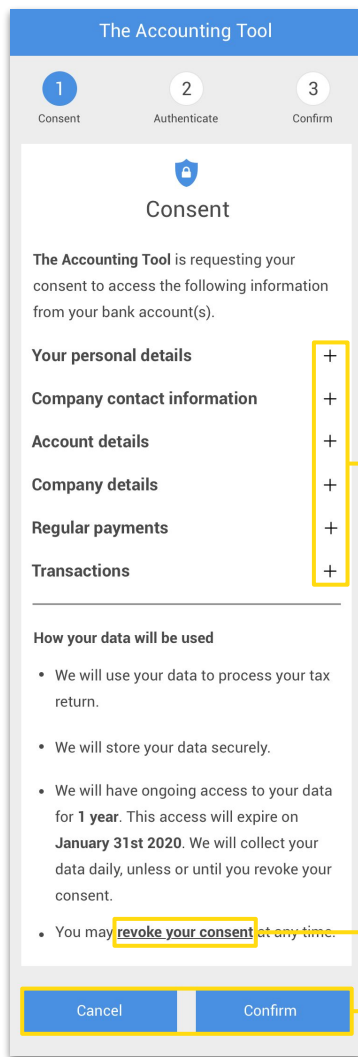 The Accounting Tool
1 2 3
Consent Authenticate Confirm
Consent
The Accounting Tool is requesting your
consent to access the following information
from your bank account(s).
Your personal details +
Company contact information +
Account details +
Company details +
Regular payments +
Transactions +
How your data will be used
• We will use your data to process your tax
return.
• We will store your data securely.
• We will have ongoing access to your data
for 1 year. This access will expire on
January 31st 2020. We will collect your
data daily, unless or until you revoke your
consent.
• You may revoke your consent at any time.
Cancel Confirm